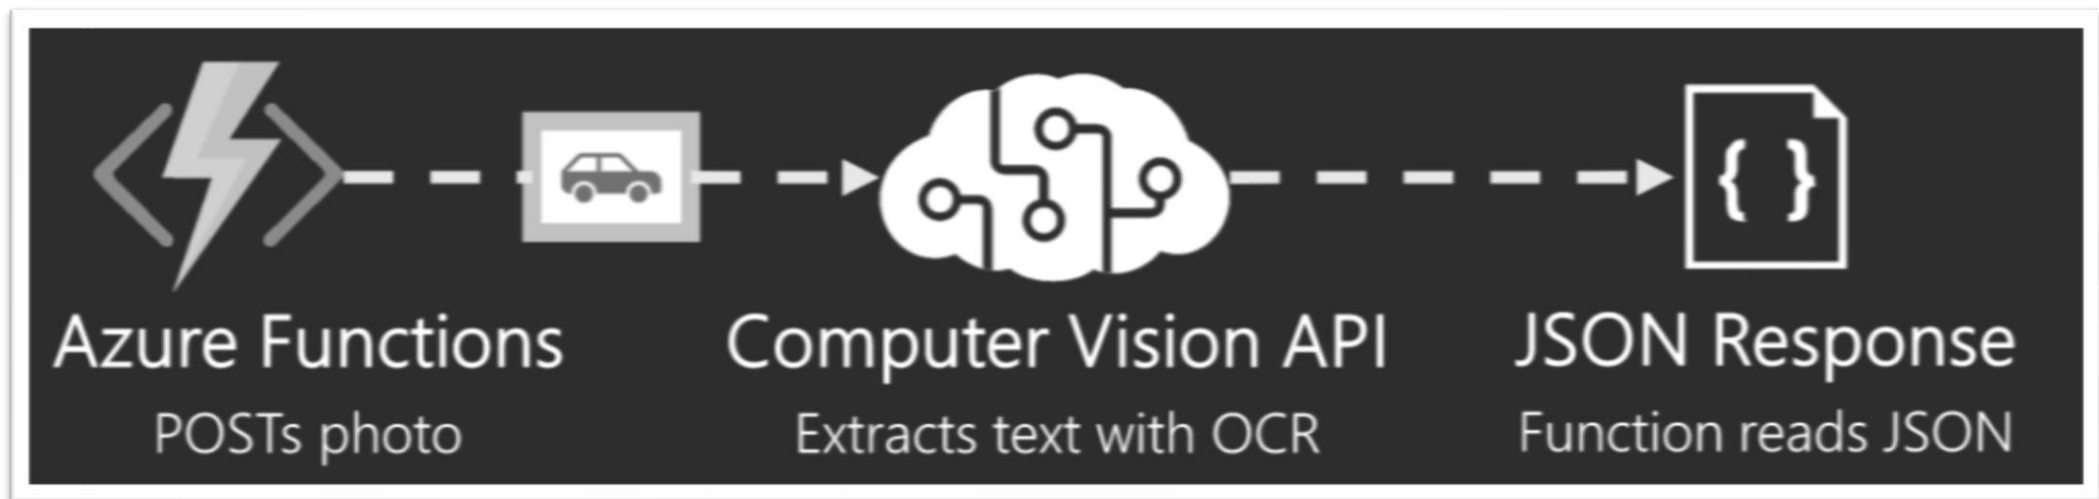 Azure Functions
POSTs photo
Computer Vision API
Extracts text with OCR
{ }
JSON Response
Function reads JSON